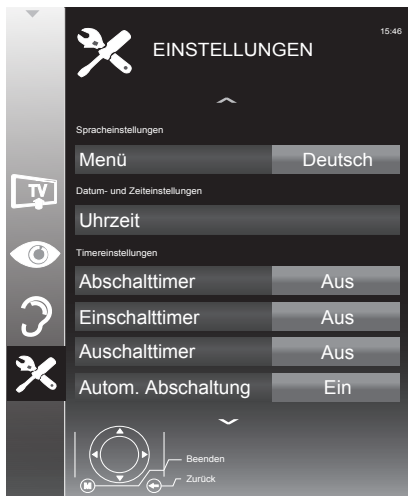 15:46
EINSTELLUNGEN
Spracheinstellungen
Menü Deutsch
Datum- und Zeiteinstellungen
Uhrzeit
Timereinstellungen
Abschalttimer Aus
Einschalttimer Aus
Auschalttimer Aus
Autom. Abschaltung Ein
TV
M
Beenden
Zurück